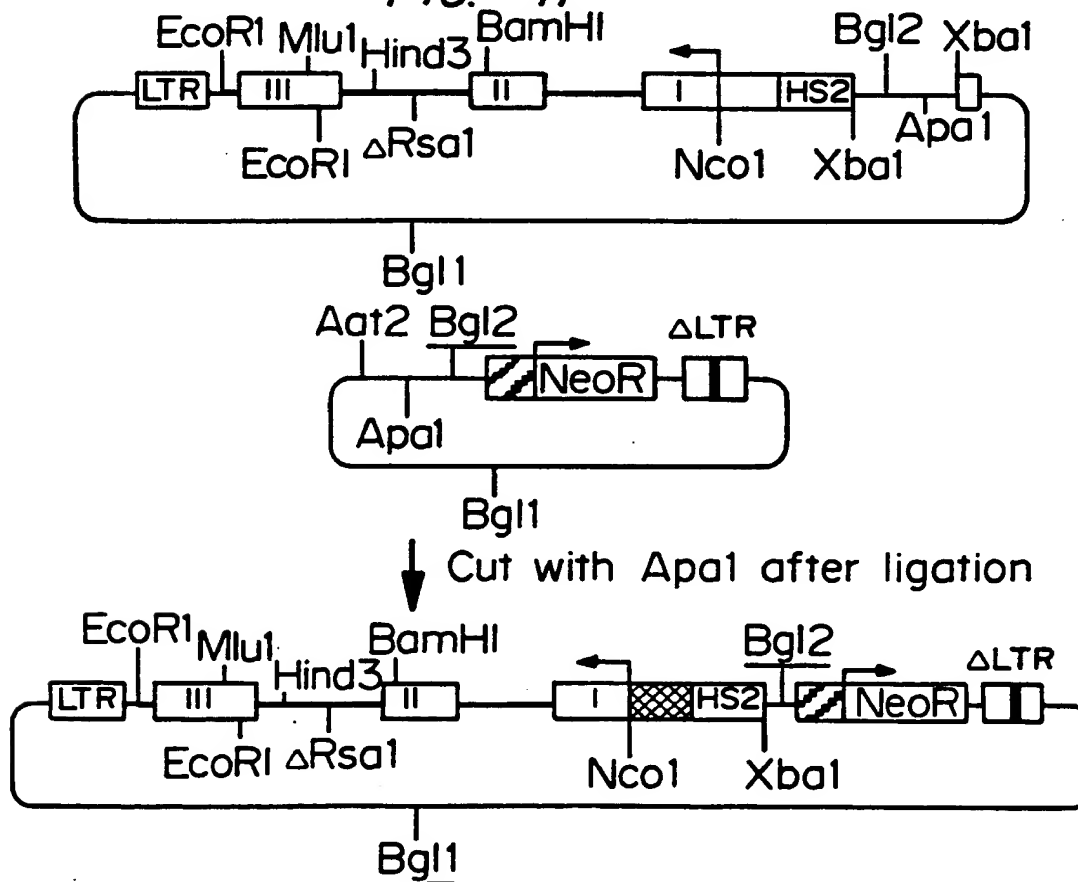 EcoR1 Mlu1 Hind3 BamHI Bgl2 Xba1
LTR III II I HS2
EcoRI ΔRsa1 Nco1 Xba1 Apa1
Bgl1
Aat2 Bgl2 ΔLTR
NeoR
Apa1
Bgl1
Cut with Apa1 after ligation
EcoR1 Mlu1 Hind3 BamHI Bgl2 ΔLTR
LTR III II I HS2 NeoR
EcoRI ΔRsa1 Nco1 Xba1
Bgl1